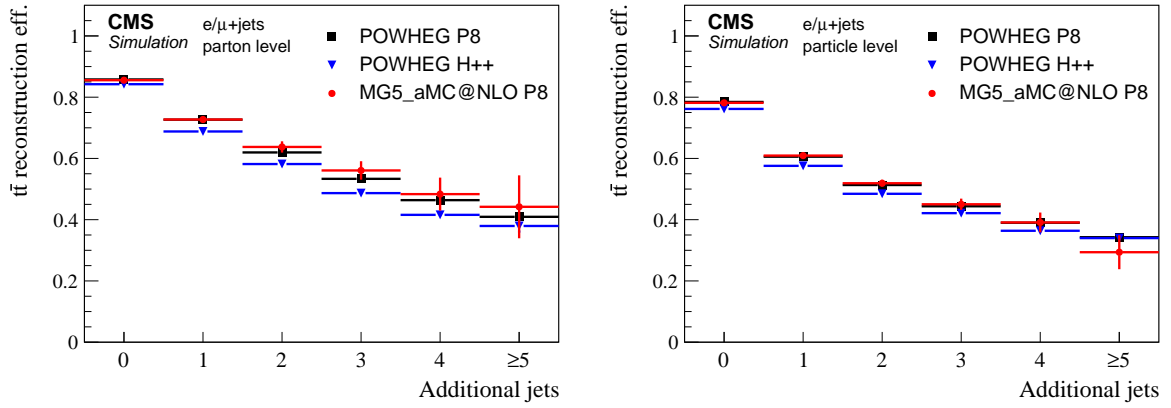 CMS
Simulation
e/μ+jets
parton level
POWHEG P8
POWHEG H++
MG5_aMC@NLO P8
tt̄ reconstruction eff.
1
0.8
0.6
0.4
0.2
0
0 1 2 3 4 ≥5
Additional jets
CMS
Simulation
e/μ+jets
particle level
POWHEG P8
POWHEG H++
MG5_aMC@NLO P8
tt̄ reconstruction eff.
1
0.8
0.6
0.4
0.2
0
0 1 2 3 4 ≥5
Additional jets